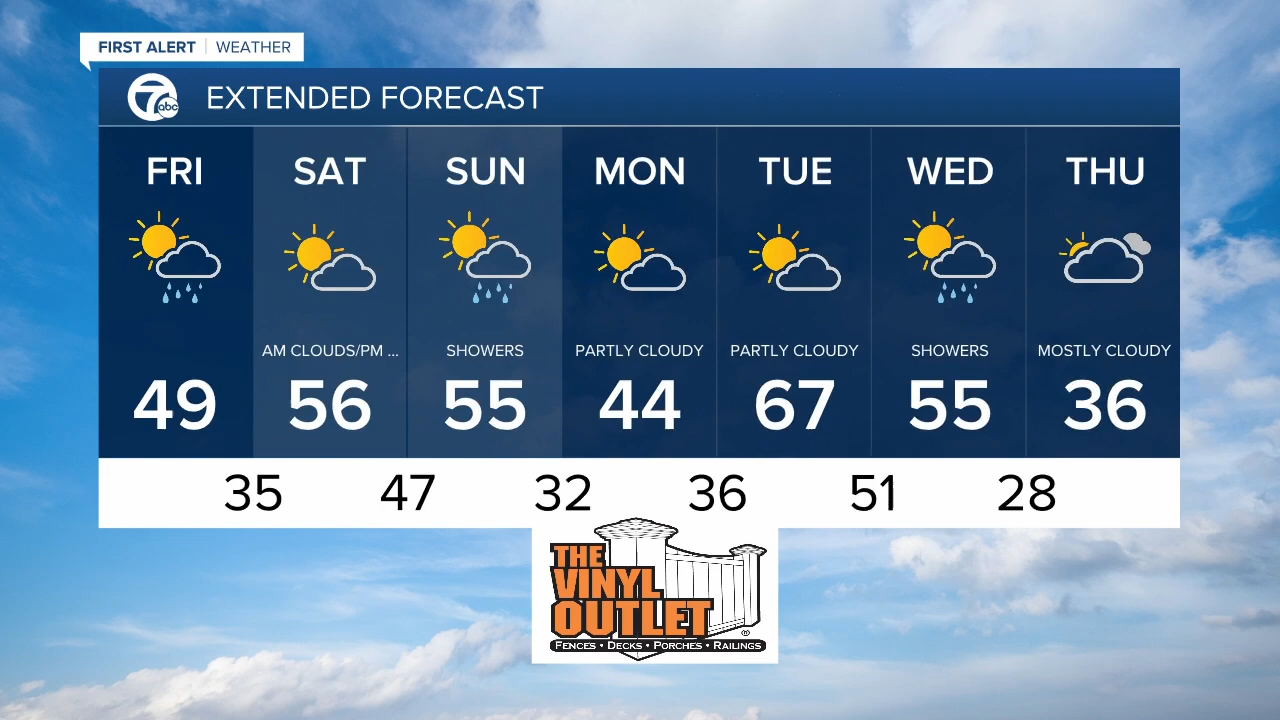 FIRST ALERT | WEATHER
7abc EXTENDED FORECAST
FRI SAT SUN MON TUE WED THU
AM CLOUDS/PM ... SHOWERS PARTLY CLOUDY PARTLY CLOUDY SHOWERS MOSTLY CLOUDY
49 56 55 44 67 55 36
35 47 32 36 51 28
THE
VINYL
OUTLET®
FENCES • DECKS • PORCHES • RAILINGS